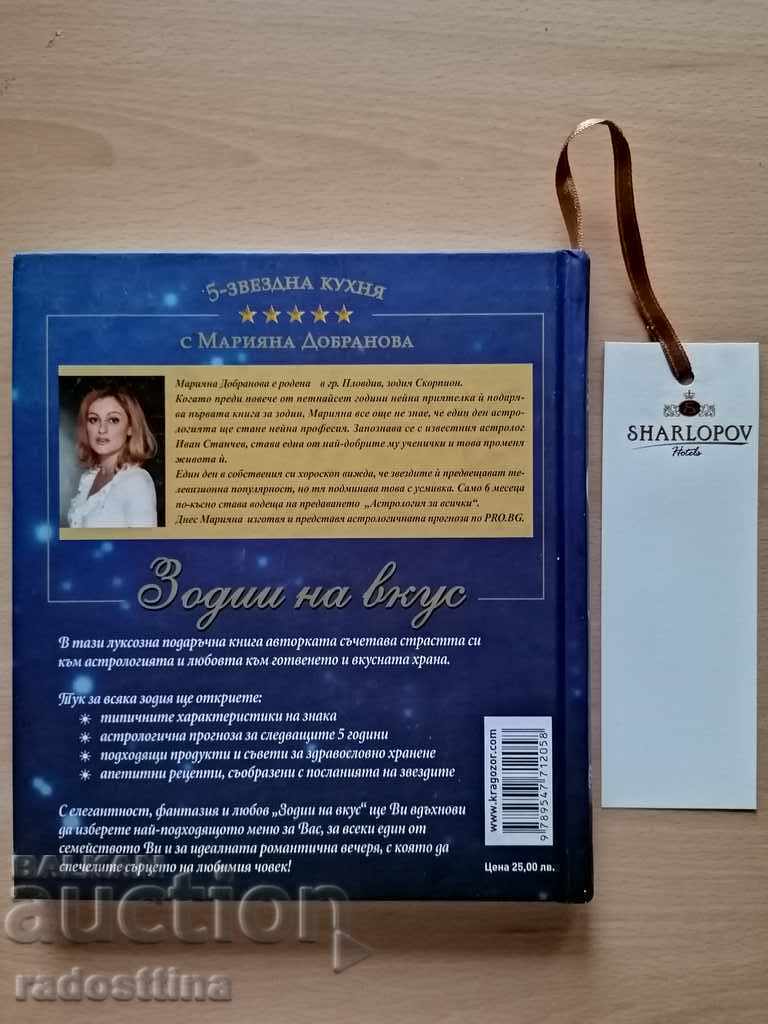 5-ЗВЕЗДНА КУХНЯ
С МАРИЯНА ДОБРАНОВА
Марияна Добранова е родена в гр. Пловдив, зодия Скорпион.
Когато преди повече от петнайсет години нейна приятелка ѝ подаря-
ва първата книга за зодии, Марияна все още не знае, че един ден астро-
логията ще стане нейна професия. Запознава се с известния астролог
Иван Станчев, става една от най-добрите му ученички и това променя
живота ѝ.
Един ден в собствения си хороскоп вижда, че звездите ѝ предвещават те-
левизионна популярност, но тя подминава това с усмивка. Само 6 месеца
по-късно става водеща на предаването „Астрология за всички“.
Днес Марияна изготвя и представя астрологичната прогноза по PRO.BG.
Зодии на вкус
В тази луксозна подаръчна книга авторката съчетава страстта си
към астрологията и любовта към готвенето и вкусната храна.
Тук за всяка зодия ще откриете:
типичните характеристики на знака
астрологична прогноза за следващите 5 години
подходящи продукти и съвети за здравословно хранене
апетитни рецепти, съобразени с посланията на звездите
С елегантност, фантазия и любов „Зодии на вкус“ ще Ви вдъхнови
да изберете най-подходящото меню за Вас, за всеки един от
семейството Ви и за идеалната романтична вечеря, с която да
спечелите сърцето на любимия човек!
www.kragozor.com
9789547712058
Цена 25,00 лв.
SHARLOPOV
Hotels
BALKAN
auction
radosttina